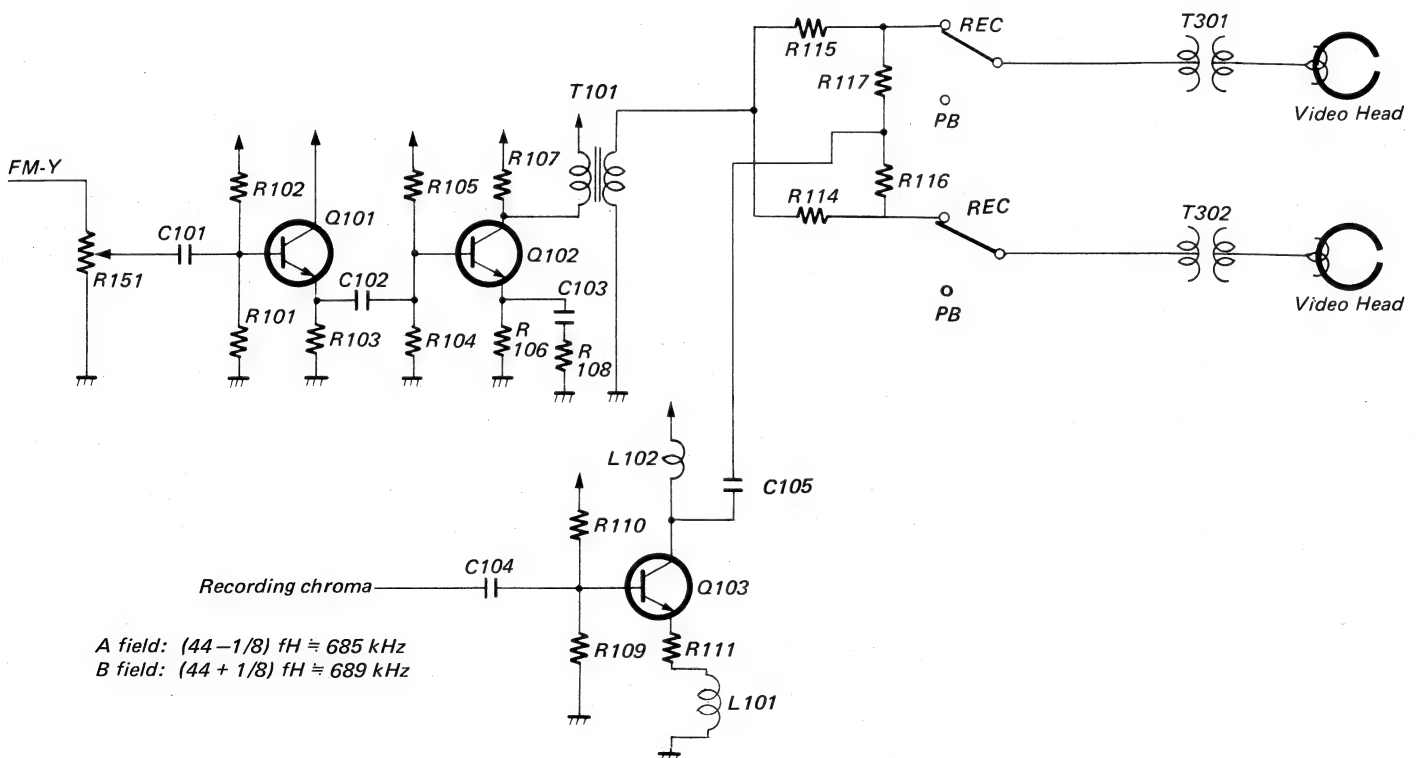 REC
T301
R115
R117
T101
PB
Video Head
FM-Y
R107
R102
R105
R116
R114
REC
Q101
T302
C101
Q102
C102
C103
R151
PB
Video Head
R101
R103
R104
R
106
R
108
L102
C105
R110
C104
Recording chroma
Q103
A field: (44 – 1/8) fH ≒ 685 kHz
R109
R111
B field: (44 + 1/8) fH ≒ 689 kHz
L101